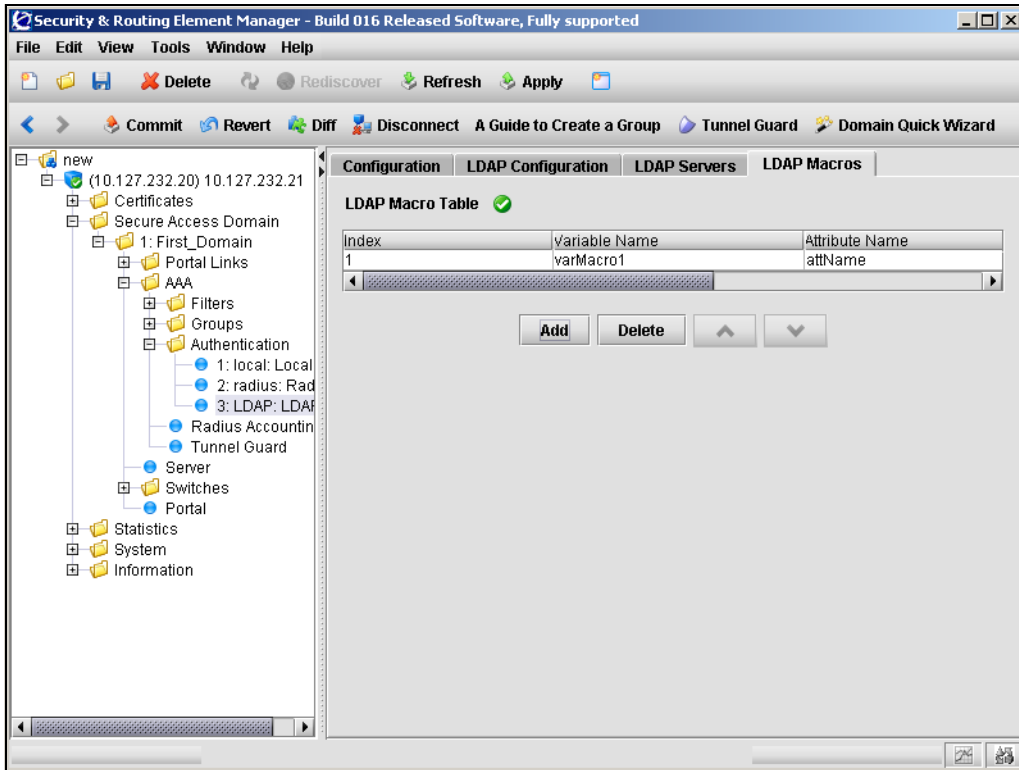 Security & Routing Element Manager - Build 016 Released Software, Fully supported
File Edit View Tools Window Help
Delete Rediscover Refresh Apply
Commit Revert Diff Disconnect A Guide to Create a Group Tunnel Guard Domain Quick Wizard
new
(10.127.232.20) 10.127.232.21
Certificates
Secure Access Domain
1: First_Domain
Portal Links
AAA
Filters
Groups
Authentication
1: local: Local
2: radius: Rad
3: LDAP: LDAP
Radius Accountin
Tunnel Guard
Server
Switches
Portal
Statistics
System
Information
Configuration LDAP Configuration LDAP Servers LDAP Macros
LDAP Macro Table
Index Variable Name Attribute Name
1 varMacro1 attName
Add Delete